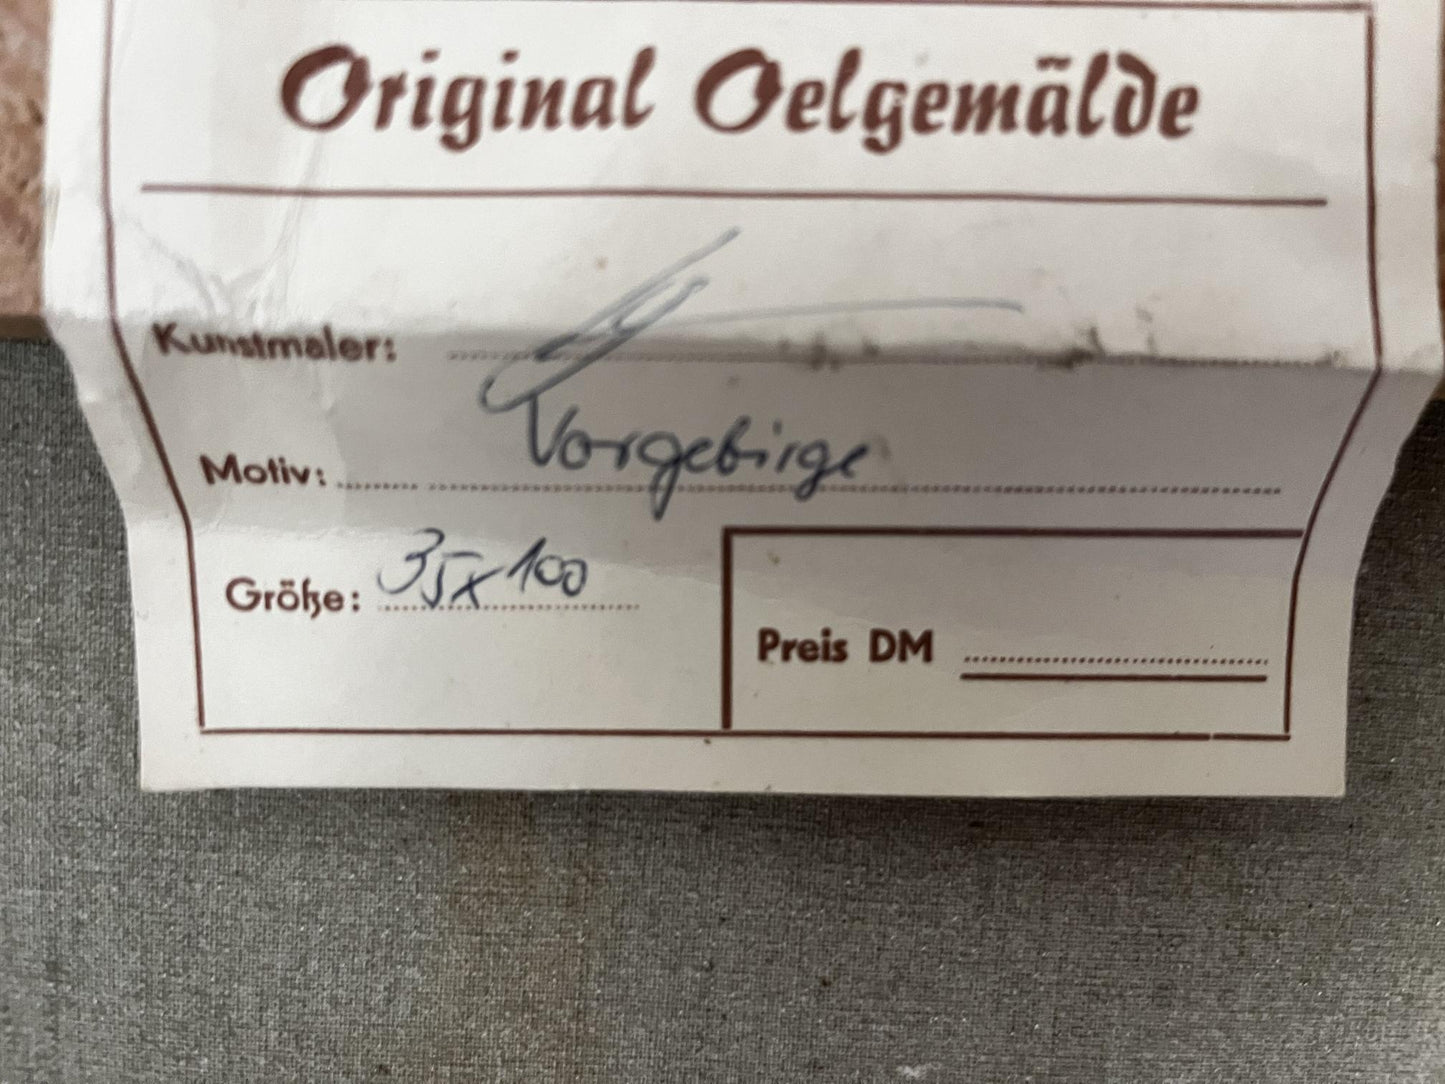 Original Oelgemälde
Kunstmaler:
Motiv: Vorgebirge
Größe: 35x100
Preis DM